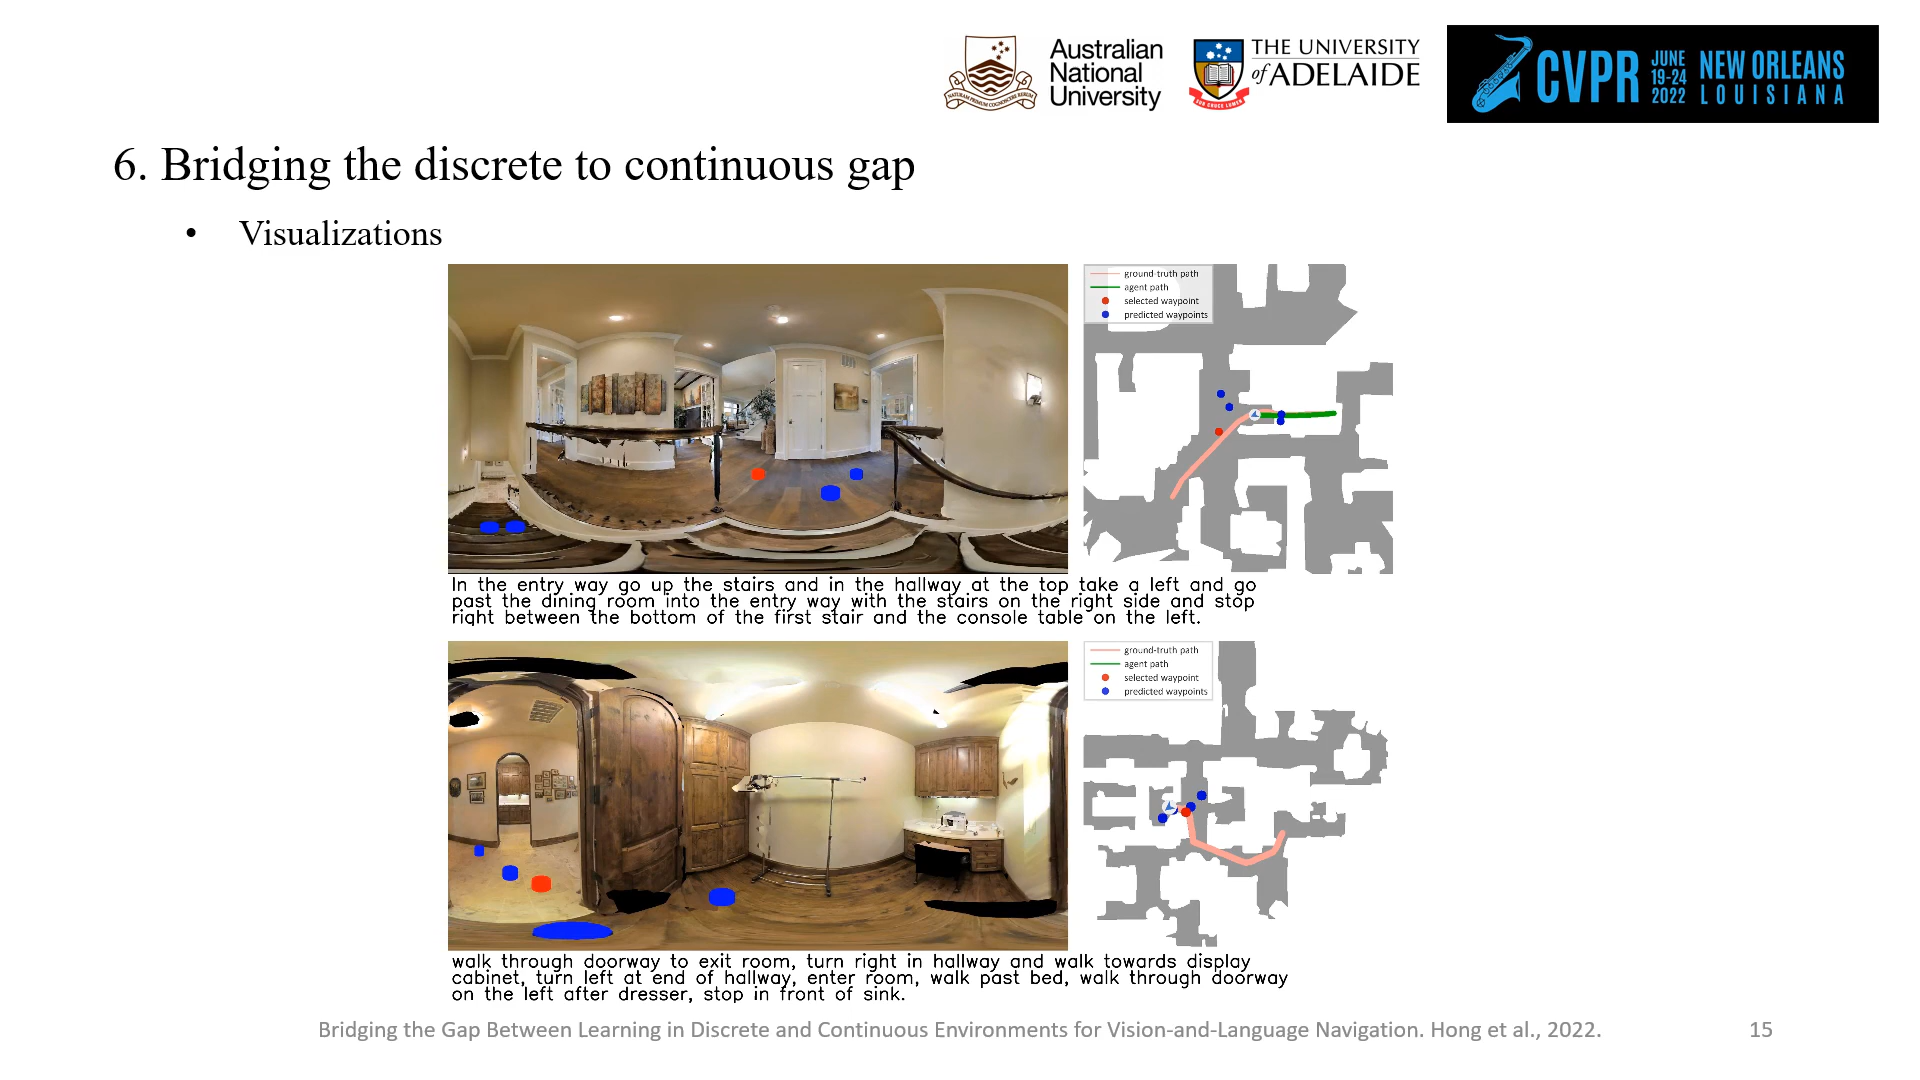 Australian
National
University
NATURAM PRIMUM COGNOSCERE RERUM
THE UNIVERSITY
of ADELAIDE
SUB CRUCE LUMEN
CVPR
JUNE
19-24
2022
NEW ORLEANS
LOUISIANA
6. Bridging the discrete to continuous gap
• Visualizations
ground-truth path
agent path
selected waypoint
predicted waypoints
In the entry way go up the stairs and in the hallway at the top take a left and go
past the dining room into the entry way with the stairs on the right side and stop
right between the bottom of the first stair and the console table on the left.
ground-truth path
agent path
selected waypoint
predicted waypoints
walk through doorway to exit room, turn right in hallway and walk towards display
cabinet, turn left at end of hallway, enter room, walk past bed, walk through doorway
on the left after dresser, stop in front of sink.
Bridging the Gap Between Learning in Discrete and Continuous Environments for Vision-and-Language Navigation. Hong et al., 2022.
15